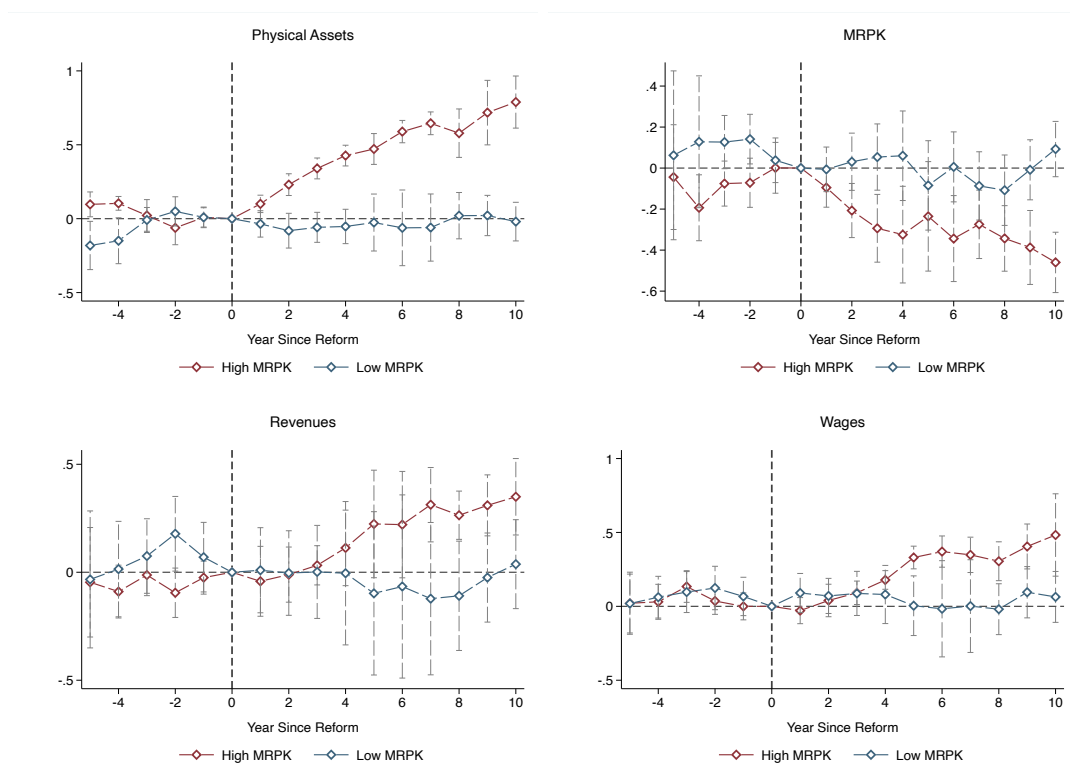 Physical Assets
1
.5
0
-.5
-4 -2 0 2 4 6 8 10
Year Since Reform
High MRPK Low MRPK
MRPK
.4
.2
0
-.2
-.4
-.6
-4 -2 0 2 4 6 8 10
Year Since Reform
High MRPK Low MRPK
Revenues
.5
0
-.5
-4 -2 0 2 4 6 8 10
Year Since Reform
High MRPK Low MRPK
Wages
1
.5
0
-.5
-4 -2 0 2 4 6 8 10
Year Since Reform
High MRPK Low MRPK